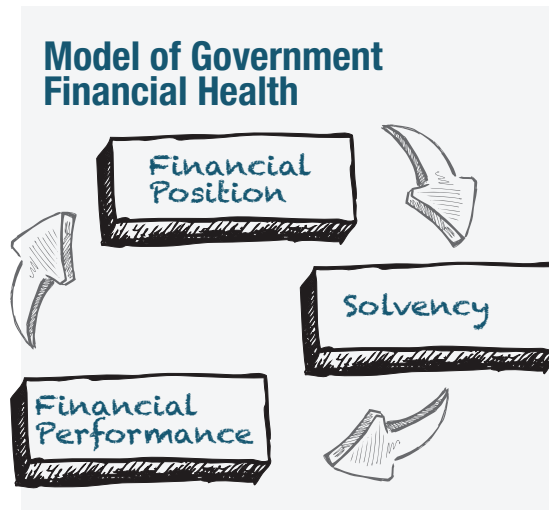 Model of Government
Financial Health
Financial
Position
Solvency
Financial
Performance